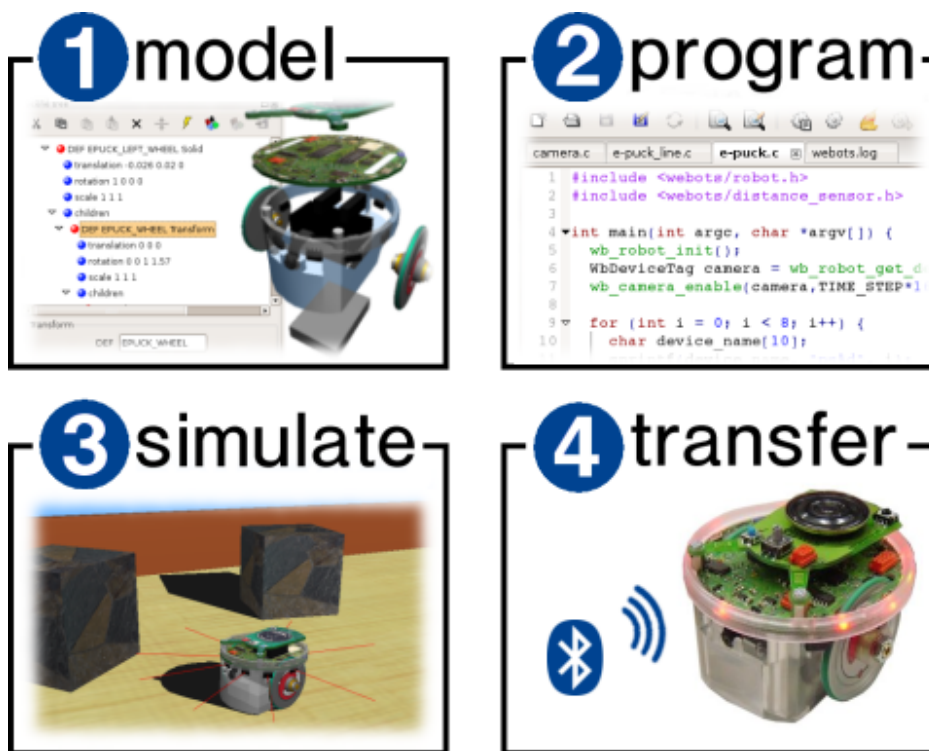 1 model
DEF EPUCK_LEFT_WHEEL Solid
translation -0.026 0.02 0
rotation 1 0 0 0
scale 1 1 1
children
DEF EPUCK_WHEEL Transform
translation 0 0 0
rotation 0 0 1 1.57
scale 1 1 1
children
ransform
DEF EPUCK_WHEEL
2 program
camera.c e-puck_line.c e-puck.c webots.log
1 #include <webots/robot.h>
2 #include <webots/distance_sensor.h>
3
4 int main(int argc, char *argv[]) {
5 wb_robot_init();
6 WbDeviceTag camera = wb_robot_get_d
7 wb_camera_enable(camera,TIME_STEP*1
8
9 for (int i = 0; i < 8; i++) {
10 char device_name[10];
3 simulate
4 transfer